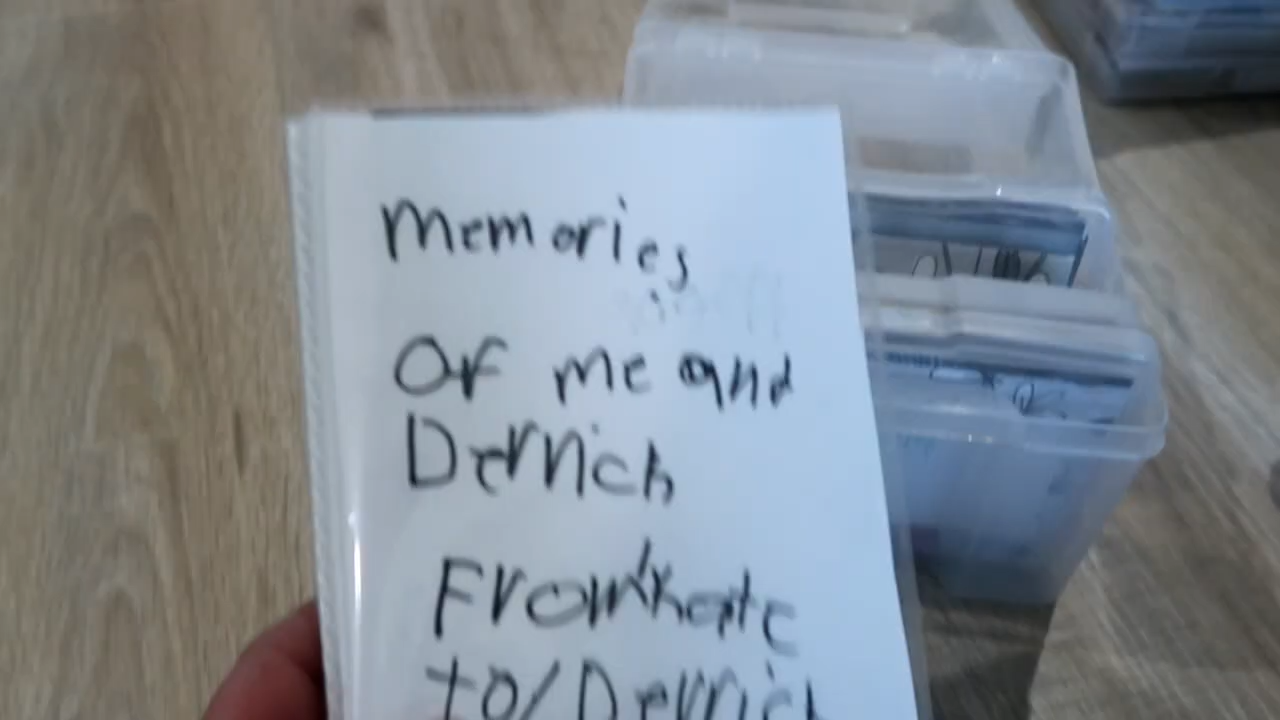 memories
Of me and
Derrick
From Kate
to/Derrick